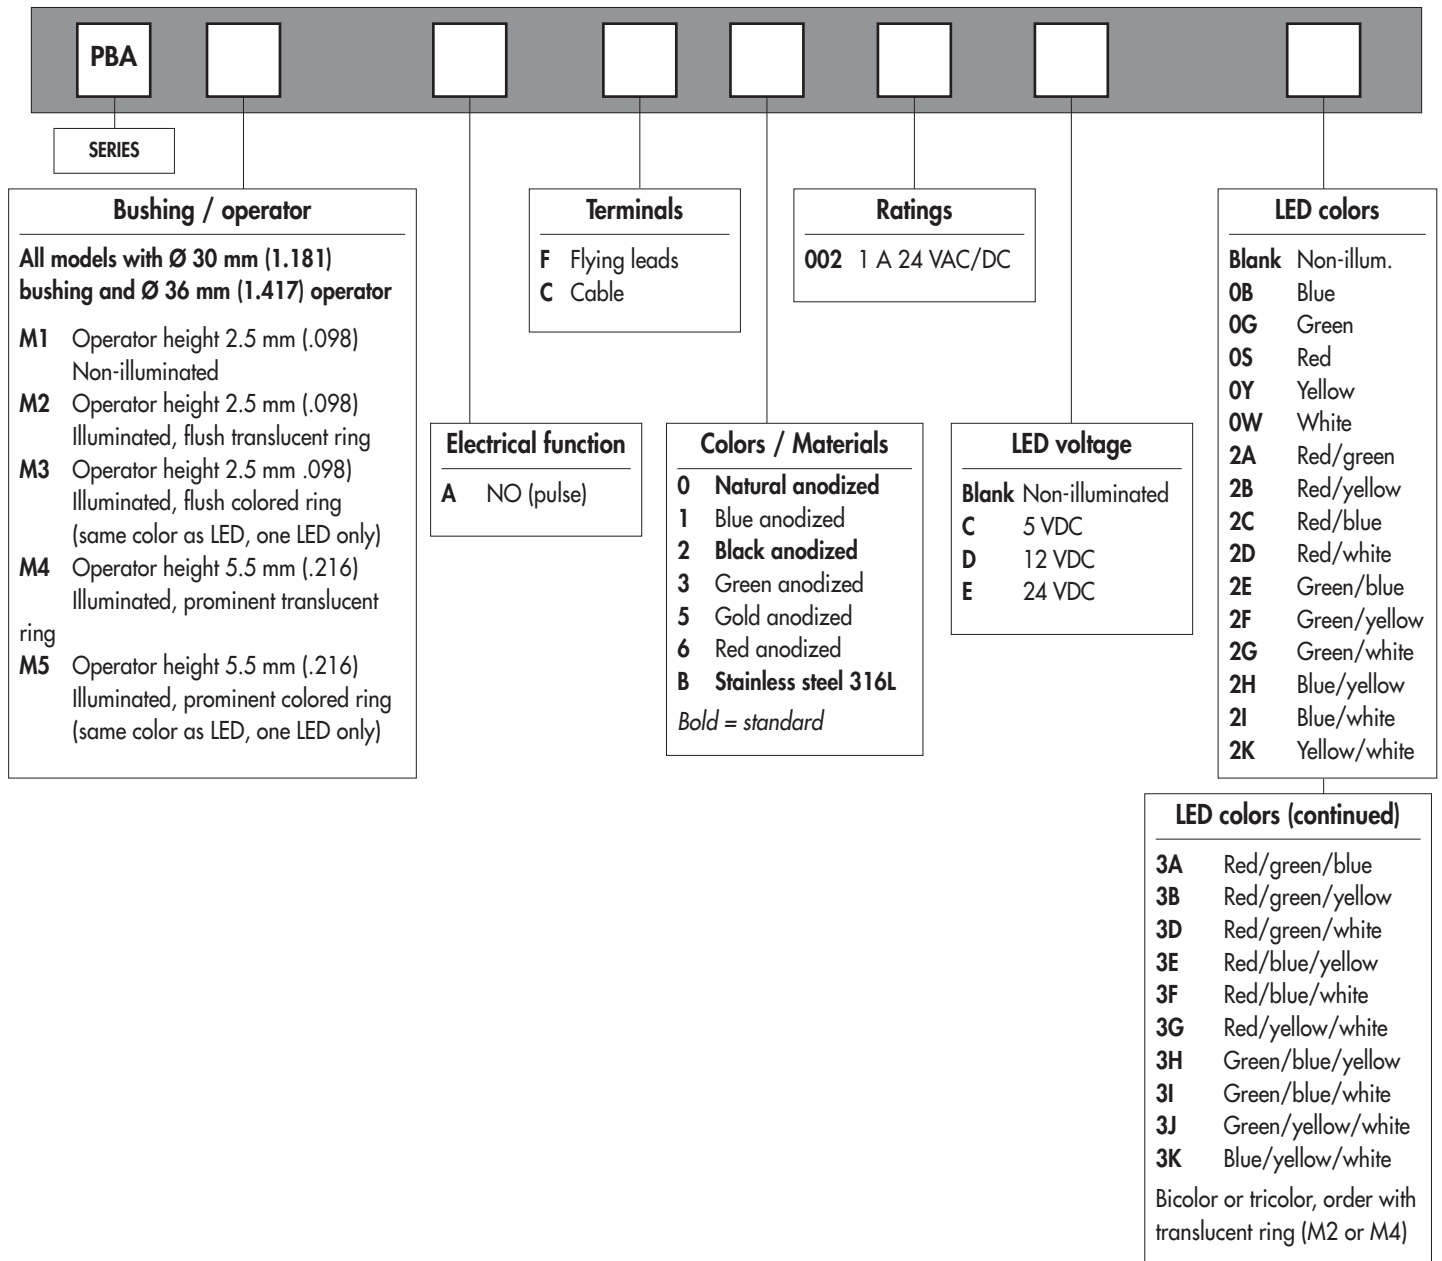 PBA
SERIES
Bushing / operator
All models with Ø 30 mm (1.181)
bushing and Ø 36 mm (1.417) operator
M1 Operator height 2.5 mm (.098)
Non-illuminated
M2 Operator height 2.5 mm (.098)
Illuminated, flush translucent ring
M3 Operator height 2.5 mm .098)
Illuminated, flush colored ring
(same color as LED, one LED only)
M4 Operator height 5.5 mm (.216)
Illuminated, prominent translucent
ring
M5 Operator height 5.5 mm (.216)
Illuminated, prominent colored ring
(same color as LED, one LED only)
Electrical function
A NO (pulse)
Terminals
F Flying leads
C Cable
Colors / Materials
0 Natural anodized
1 Blue anodized
2 Black anodized
3 Green anodized
5 Gold anodized
6 Red anodized
B Stainless steel 316L
Bold = standard
Ratings
002 1 A 24 VAC/DC
LED voltage
Blank Non-illuminated
C 5 VDC
D 12 VDC
E 24 VDC
LED colors
Blank Non-illum.
0B Blue
0G Green
0S Red
0Y Yellow
0W White
2A Red/green
2B Red/yellow
2C Red/blue
2D Red/white
2E Green/blue
2F Green/yellow
2G Green/white
2H Blue/yellow
2I Blue/white
2K Yellow/white
LED colors (continued)
3A Red/green/blue
3B Red/green/yellow
3D Red/green/white
3E Red/blue/yellow
3F Red/blue/white
3G Red/yellow/white
3H Green/blue/yellow
3I Green/blue/white
3J Green/yellow/white
3K Blue/yellow/white
Bicolor or tricolor, order with
translucent ring (M2 or M4)